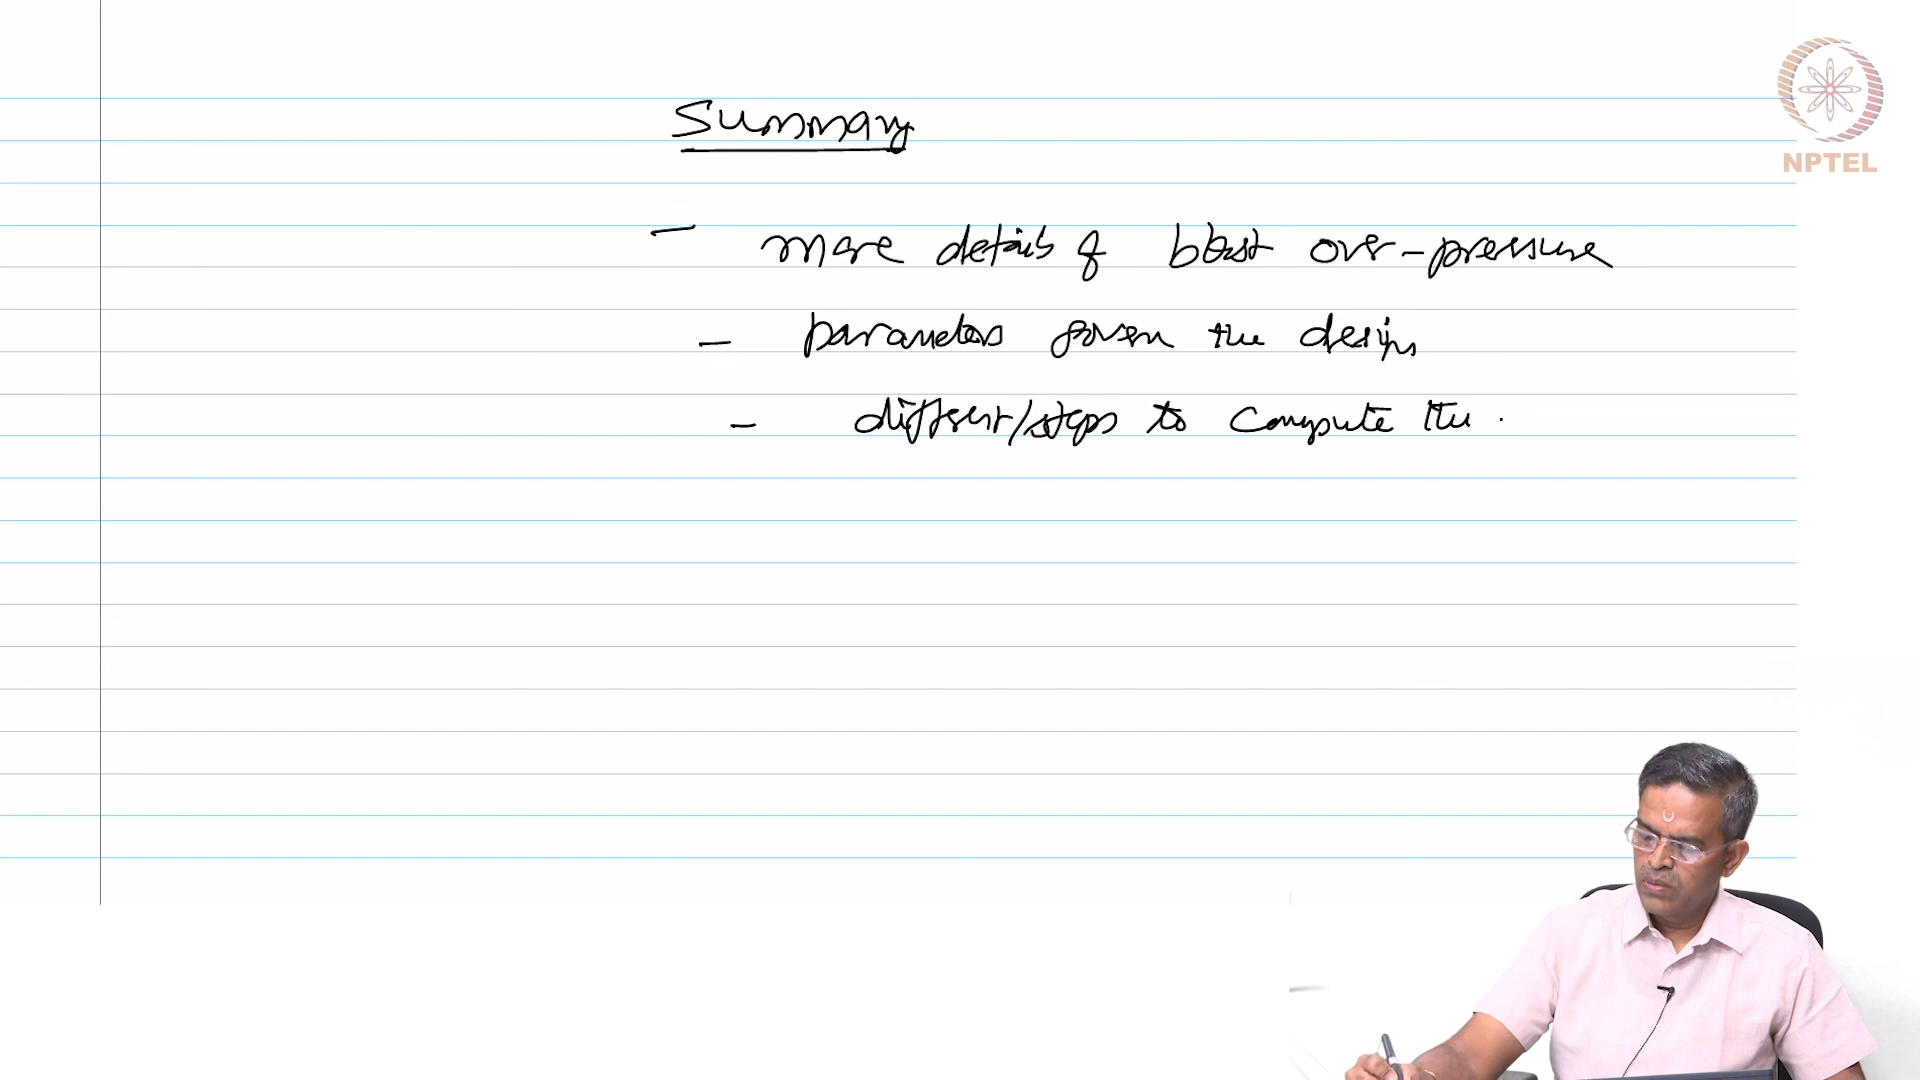 Summary
- more details of blast over-pressure
- parameters govern the design
- different/steps to compute the
NPTEL